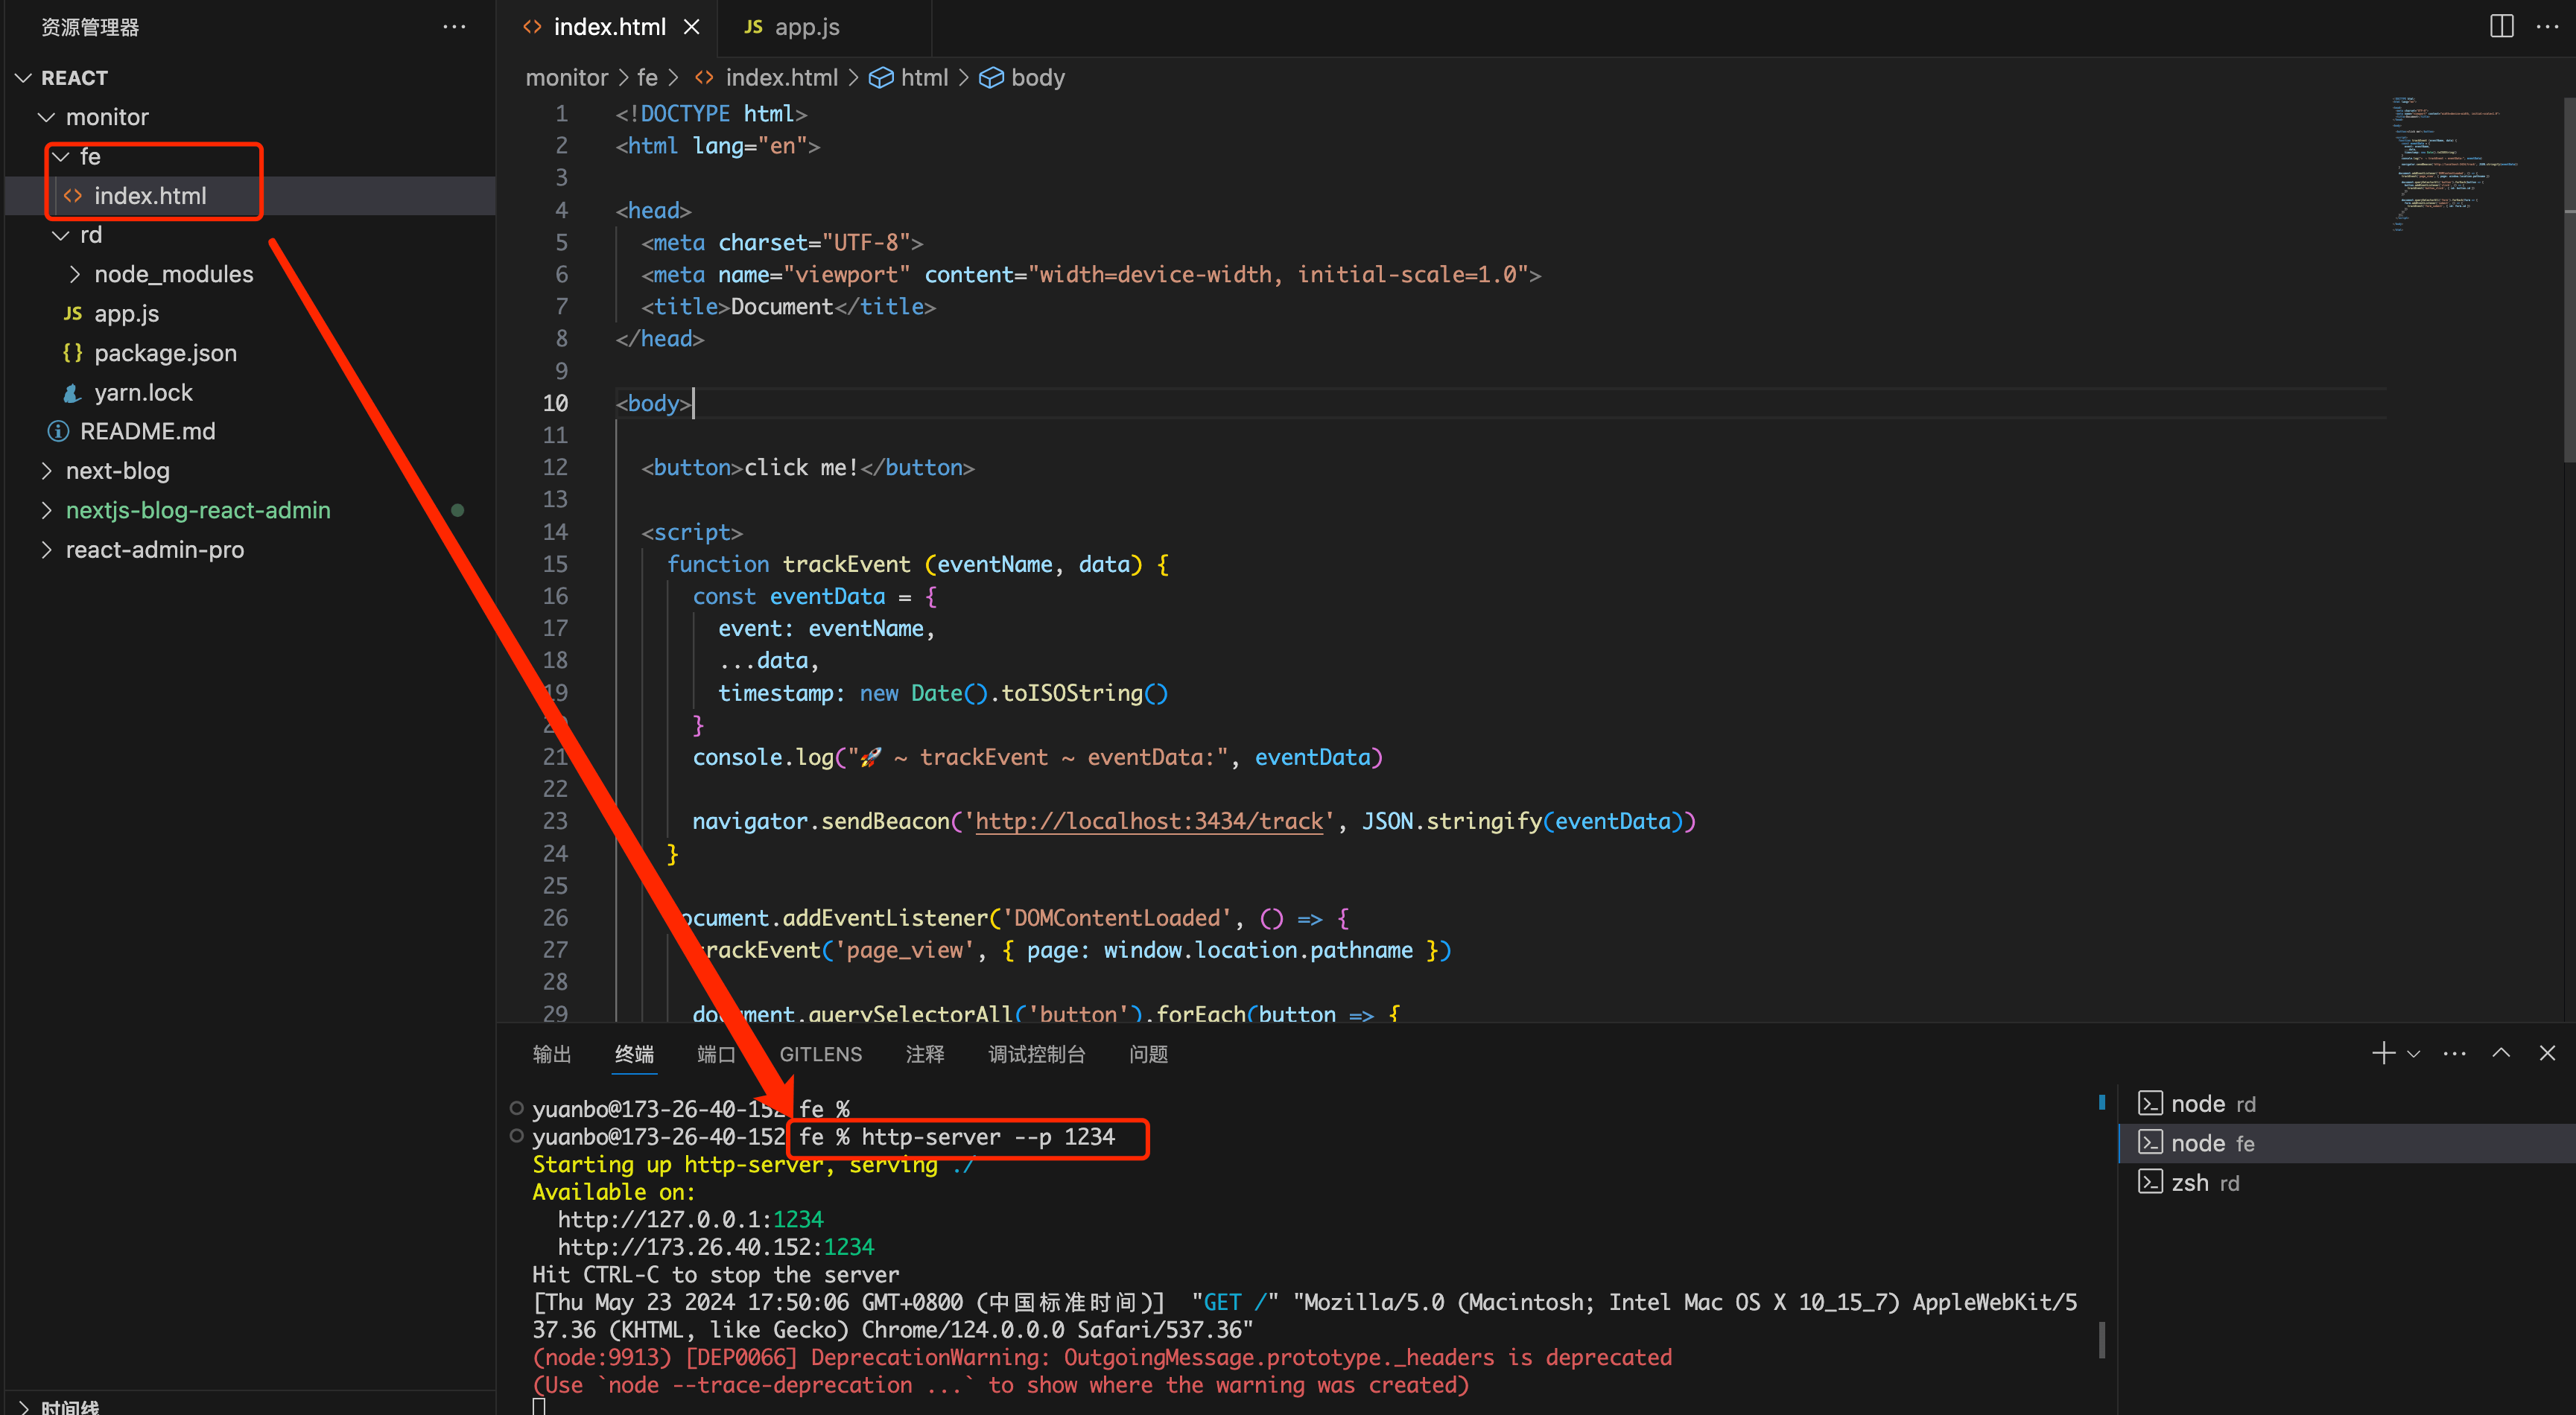 资源管理器
REACT
monitor
fe
index.html
rd
node_modules
JS app.js
{} package.json
yarn.lock
README.md
next-blog
nextjs-blog-react-admin
react-admin-pro
时间线
index.html
JS app.js
monitor > fe > <> index.html > html > body
1 <!DOCTYPE html>
2 <html lang="en">
3
4 <head>
5 <meta charset="UTF-8">
6 <meta name="viewport" content="width=device-width, initial-scale=1.0">
7 <title>Document</title>
8 </head>
9
10 <body>
11
12 <button>click me!</button>
13
14 <script>
15 function trackEvent (eventName, data) {
16 const eventData = {
17 event: eventName,
18 ...data,
19 timestamp: new Date().toISOString()
20 }
21 console.log("🚀 ~ trackEvent ~ eventData:", eventData)
22
23 navigator.sendBeacon('http://localhost:3434/track', JSON.stringify(eventData))
24 }
25
26 ocument.addEventListener('DOMContentLoaded', () => {
27 rackEvent('page_view', { page: window.location.pathname })
28
29 document.querySelectorAll('button').forEach(button => {
输出 终端 端口 GITLENS 注释 调试控制台 问题
yuanbo@173-26-40-152 fe %
yuanbo@173-26-40-152 fe % http-server --p 1234
Starting up http-server, serving ./
Available on:
http://127.0.0.1:1234
http://173.26.40.152:1234
Hit CTRL-C to stop the server
[Thu May 23 2024 17:50:06 GMT+0800 (中国标准时间)] "GET /" "Mozilla/5.0 (Macintosh; Intel Mac OS X 10_15_7) AppleWebKit/5
37.36 (KHTML, like Gecko) Chrome/124.0.0.0 Safari/537.36"
(node:9913) [DEP0066] DeprecationWarning: OutgoingMessage.prototype._headers is deprecated
(Use `node --trace-deprecation ...` to show where the warning was created)
node rd
node fe
zsh rd